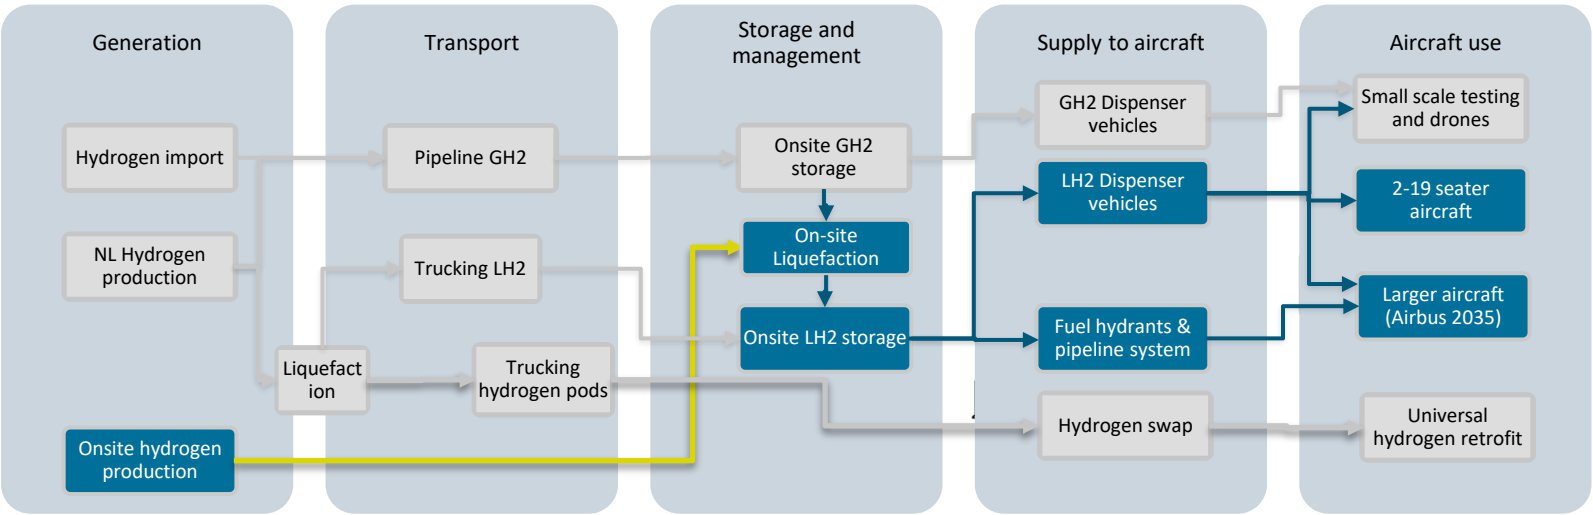 Generation
Hydrogen import
NL Hydrogen
production
Onsite hydrogen
production
Liquefact
ion
Transport
Pipeline GH2
Trucking LH2
Trucking
hydrogen pods
Storage and
management
Onsite GH2
storage
On-site
Liquefaction
Onsite LH2 storage
Supply to aircraft
GH2 Dispenser
vehicles
LH2 Dispenser
vehicles
Fuel hydrants &
pipeline system
Hydrogen swap
Aircraft use
Small scale testing
and drones
2-19 seater
aircraft
Larger aircraft
(Airbus 2035)
Universal
hydrogen retrofit